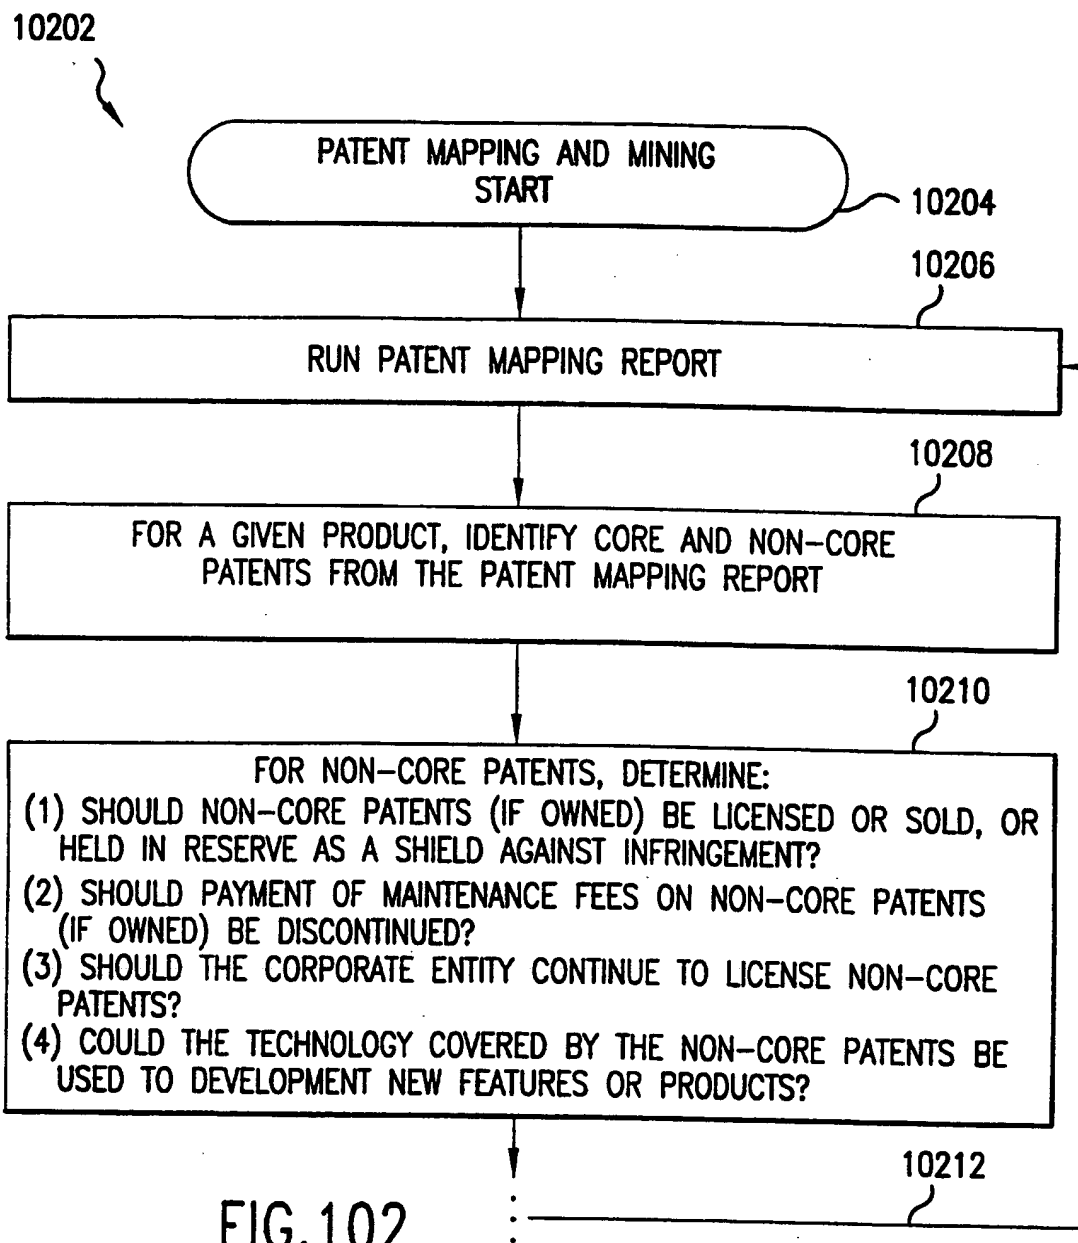 10202
PATENT MAPPING AND MINING
START
10204
10206
RUN PATENT MAPPING REPORT
10208
FOR A GIVEN PRODUCT, IDENTIFY CORE AND NON-CORE
PATENTS FROM THE PATENT MAPPING REPORT
10210
FOR NON-CORE PATENTS, DETERMINE:
(1) SHOULD NON-CORE PATENTS (IF OWNED) BE LICENSED OR SOLD, OR
HELD IN RESERVE AS A SHIELD AGAINST INFRINGEMENT?
(2) SHOULD PAYMENT OF MAINTENANCE FEES ON NON-CORE PATENTS
(IF OWNED) BE DISCONTINUED?
(3) SHOULD THE CORPORATE ENTITY CONTINUE TO LICENSE NON-CORE
PATENTS?
(4) COULD THE TECHNOLOGY COVERED BY THE NON-CORE PATENTS BE
USED TO DEVELOPMENT NEW FEATURES OR PRODUCTS?
10212
FIG.102